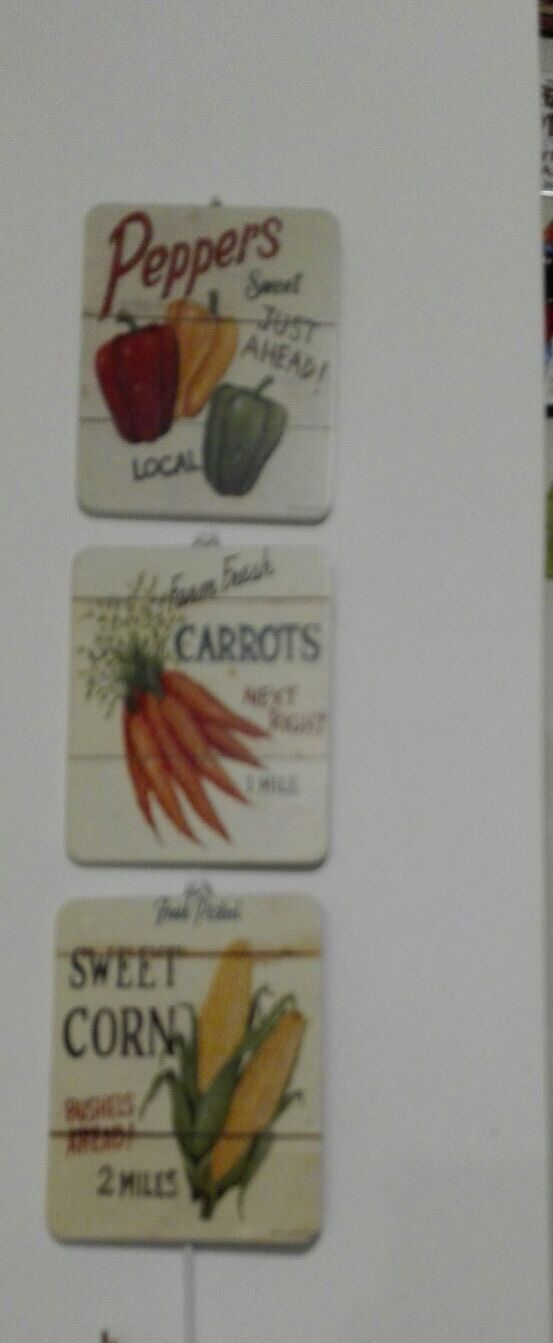 Peppers
Sweet
JUST
AHEAD!
LOCAL
Farm Fresh
CARROTS
NEXT
RIGHT
1 MILE
Fresh Picked
SWEET
CORN
BUSHELS
AHEAD!
2 MILES